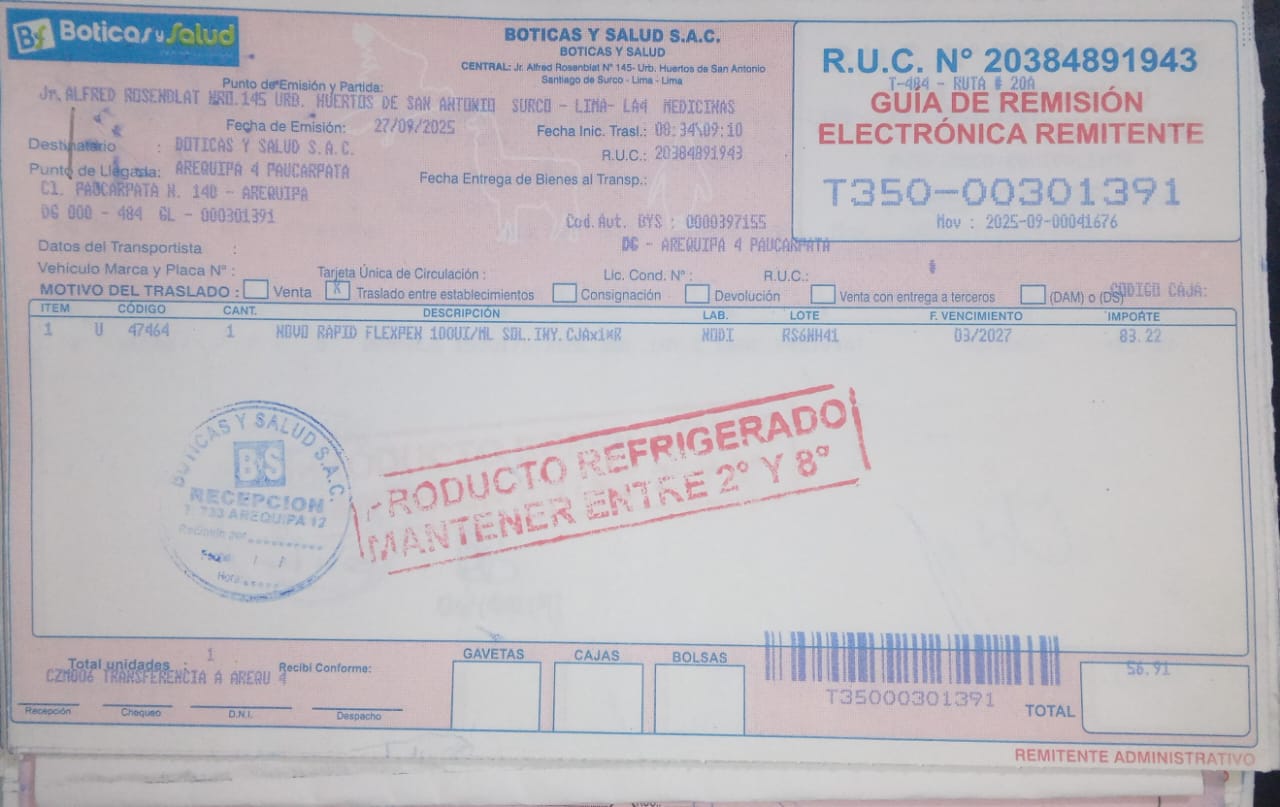 BS Boticas y Salud
BOTICAS Y SALUD S.A.C.
BOTICAS Y SALUD
CENTRAL: Jr. Alfred Rosenblat N° 145- Urb. Huertos de San Antonio
Santiago de Surco - Lima - Lima
R.U.C. N° 20384891943
T-484 - RUTA # 20A
GUÍA DE REMISIÓN
ELECTRÓNICA REMITENTE
T350-00301391
Mov : 2025-09-00041676
Punto de Emisión y Partida:
Jr. ALFRED ROSENBLAT NRO.145 URB. HUERTOS DE SAN ANTONIO SURCO - LIMA- LA4 MEDICINAS
Fecha de Emisión: 27/09/2025
Fecha Inic. Trasl.: 08:34\09:10
Destinatario : BOTICAS Y SALUD S.A.C.
R.U.C.: 20384891943
Punto de Llegada: AREQUIPA 4 PAUCARPATA
Fecha Entrega de Bienes al Transp.:
Cl. PAUCARPATA N. 140 - AREQUIPA
DG 000 - 484 GL - 000301391
Cod.Aut. BYS : 0000397155
DG - AREQUIPA 4 PAUCARPATA
Datos del Transportista :
Vehículo Marca y Placa N° : Tarjeta Única de Circulación : Lic. Cond. N° : R.U.C.:
MOTIVO DEL TRASLADO : Venta X Traslado entre establecimientos Consignación Devolución Venta con entrega a terceros (DAM) o (DS)
CODIGO CAJA:
ITEM CÓDIGO CANT. DESCRIPCIÓN LAB. LOTE F. VENCIMIENTO IMPORTE
1 U 47464 1 NOVO RAPID FLEXPEN 100UI/ML SOL.INY.CJAx1*R NODI RS6NH41 03/2027 83.22
BOTICAS Y SALUD S.A.C.
BS
RECEPCION
T. 733 AREQUIPA 12
Recibido por
Fecha / /
Hora
PRODUCTO REFRIGERADO
MANTENER ENTRE 2° Y 8°
Total unidades : 1
Recibi Conforme:
CZM006 TRANSFERENCIA A AREQU 4
Recepción Chequeo D.N.I. Despacho
GAVETAS CAJAS BOLSAS
T35000301391
TOTAL 56.91
REMITENTE ADMINISTRATIVO